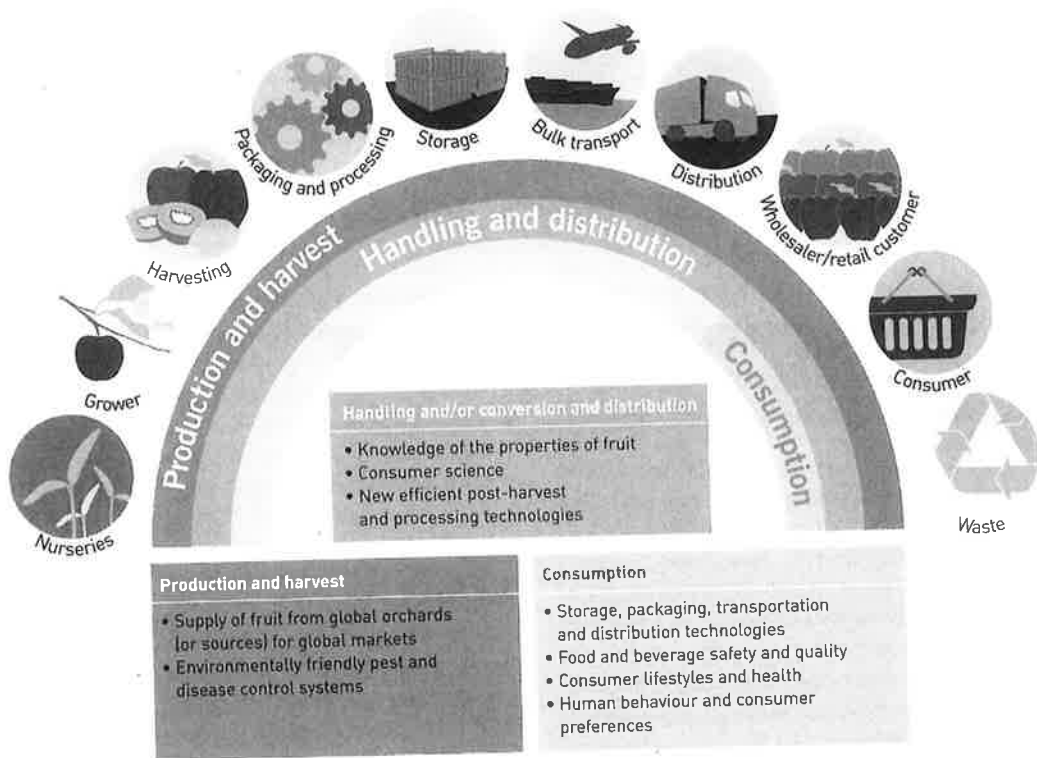 Nurseries
Grower
Harvesting
Packaging and processing
Storage
Bulk transport
Distribution
Wholesaler/retail customer
Consumer
Waste
Production and harvest
Handling and distribution
Consumption
Handling and/or conversion and distribution
• Knowledge of the properties of fruit
• Consumer science
• New efficient post-harvest
and processing technologies
Production and harvest
• Supply of fruit from global orchards
(or sources) for global markets
• Environmentally friendly pest and
disease control systems
Consumption
• Storage, packaging, transportation
and distribution technologies
• Food and beverage safety and quality
• Consumer lifestyles and health
• Human behaviour and consumer
preferences